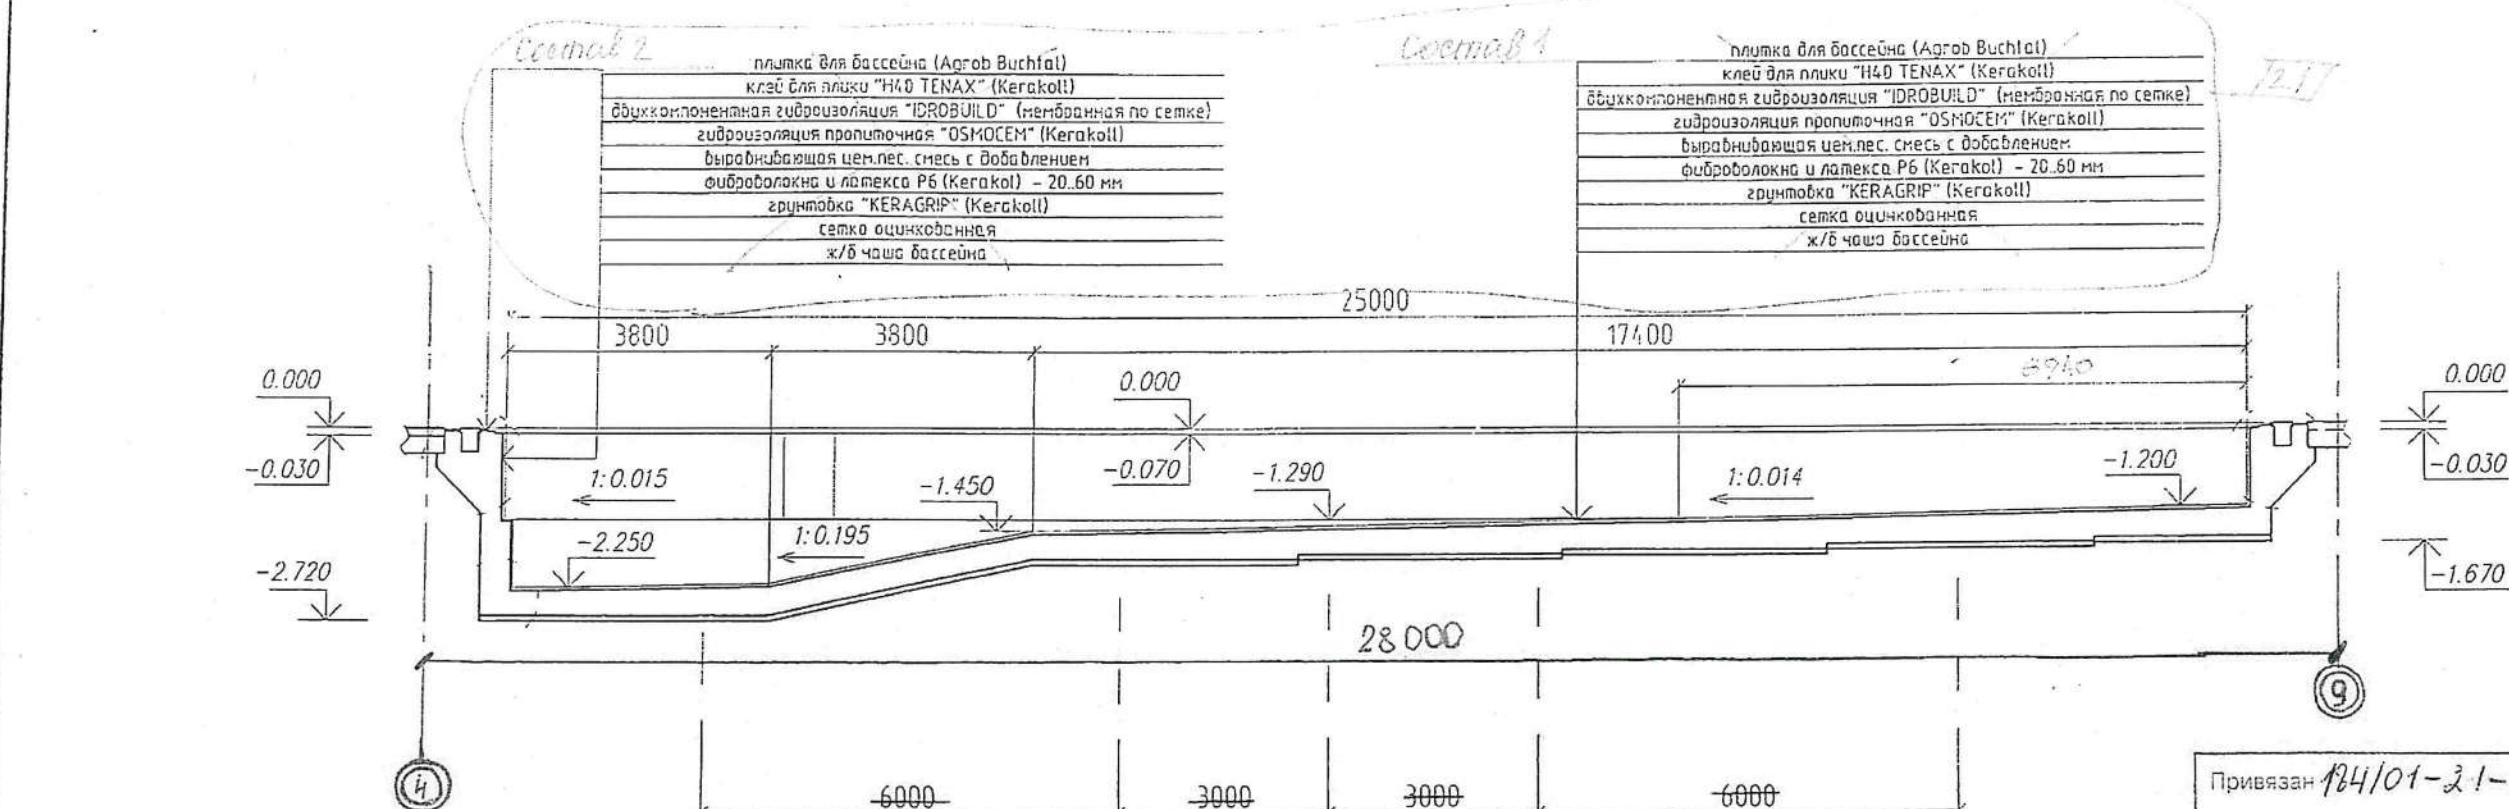 Состав 2
плитка для бассейна (Agrob Buchtal)
клей для плики "H40 TENAX" (Kerakoll)
двухкомпонентная гидроизоляция "IDROBUILD" (мембранная по сетке)
гидроизоляция пропиточная "OSMOCEM" (Kerakoll)
выравнивающая цем.пес. смесь с добавлением
фиброволокна и латекса P6 (Kerakol) - 20..60 мм
грунтовка "KERAGRIP" (Kerakoll)
сетка оцинкованная
ж/б чаша бассейна
Состав 1
плитка для бассейна (Agrob Buchtal)
клей для плики "H40 TENAX" (Kerakoll)
двухкомпонентная гидроизоляция "IDROBUILD" (мембранная по сетке)
гидроизоляция пропиточная "OSMOCEM" (Kerakoll)
выравнивающая цем.пес. смесь с добавлением
фиброволокна и латекса P6 (Kerakol) - 20..60 мм
грунтовка "KERAGRIP" (Kerakoll)
сетка оцинкованная
ж/б чаша бассейна
25000
3800
3800
17400
8940
0.000
0.000
0.000
-0.030
-0.070
-0.030
1:0.015
-1.450
-1.290
1:0.014
-1.200
-2.250
1:0.195
-2.720
-1.670
28000
4
9
6000
3000
3000
6000
Привязан